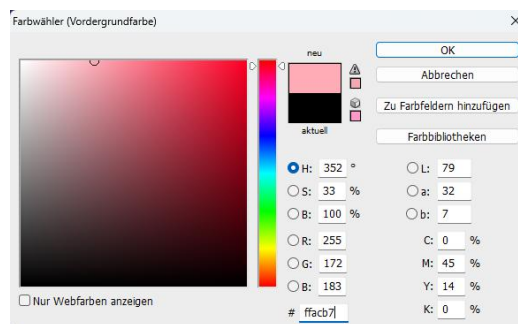 Farbwähler (Vordergrundfarbe)
neu
aktuell
OK
Abbrechen
Zu Farbfeldern hinzufügen
Farbbibliotheken
H: 352 °
S: 33 %
B: 100 %
R: 255
G: 172
B: 183
# ffacb7
L: 79
a: 32
b: 7
C: 0 %
M: 45 %
Y: 14 %
K: 0 %
Nur Webfarben anzeigen